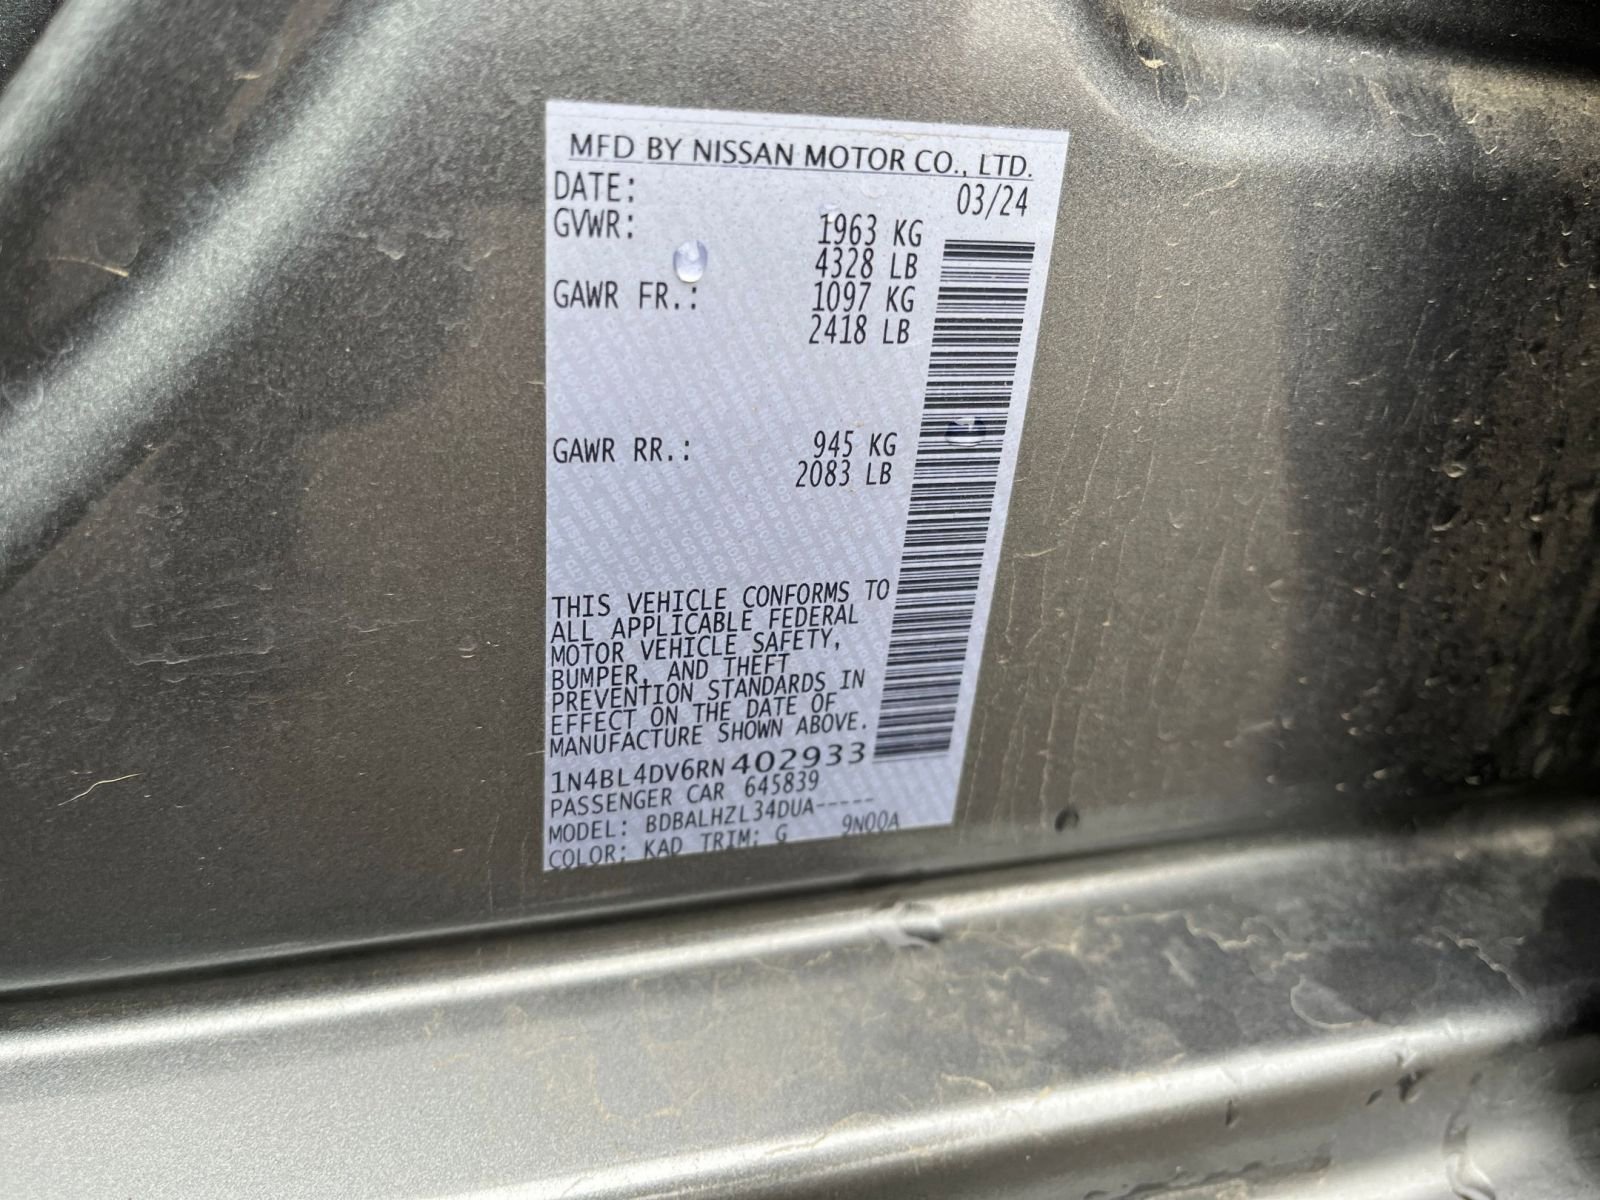 MFD BY NISSAN MOTOR CO., LTD.
DATE: 03/24
GVWR: 1963 KG
4328 LB
GAWR FR.: 1097 KG
2418 LB
GAWR RR.: 945 KG
2083 LB
THIS VEHICLE CONFORMS TO
ALL APPLICABLE FEDERAL
MOTOR VEHICLE SAFETY,
BUMPER, AND THEFT
PREVENTION STANDARDS IN
EFFECT ON THE DATE OF
MANUFACTURE SHOWN ABOVE.
1N4BL4DV6RN402933
PASSENGER CAR 645839
MODEL: BDBALHZL34DUA-----
COLOR: KAD TRIM: G 9N00A